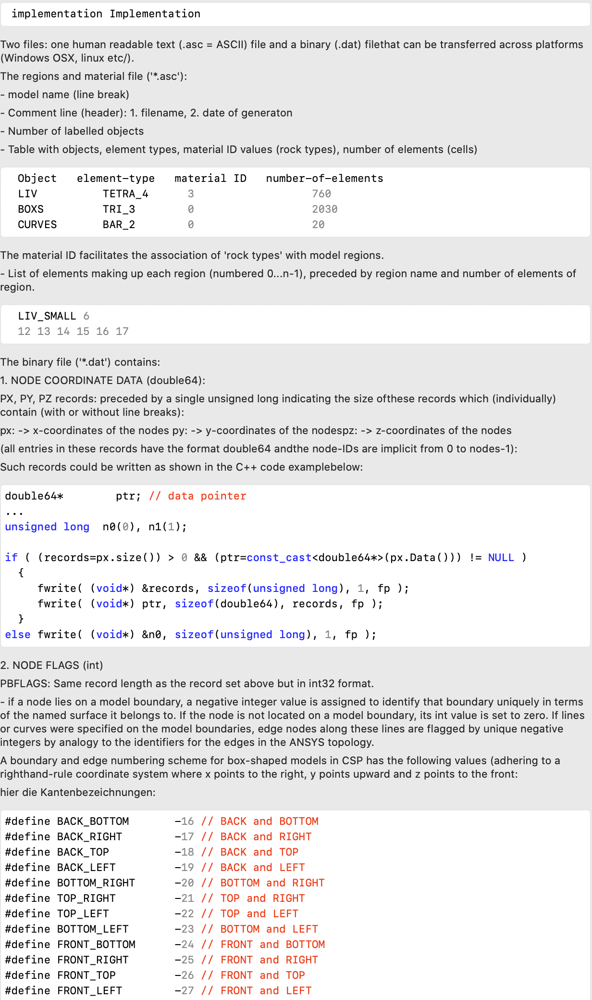 implementation Implementation
Two files: one human readable text (.asc = ASCII) file and a binary (.dat) filethat can be transferred across platforms
(Windows OSX, linux etc/).
The regions and material file ('*.asc'):
- model name (line break)
- Comment line (header): 1. filename, 2. date of generaton
- Number of labelled objects
- Table with objects, element types, material ID values (rock types), number of elements (cells)
Object   element-type   material ID   number-of-elements
LIV          TETRA_4      3                  760
BOXS         TRI_3        0                  2030
CURVES       BAR_2        0                  20
The material ID facilitates the association of 'rock types' with model regions.
- List of elements making up each region (numbered 0...n-1), preceded by region name and number of elements of
region.
LIV_SMALL 6
12 13 14 15 16 17
The binary file ('*.dat') contains:
1. NODE COORDINATE DATA (double64):
PX, PY, PZ records: preceded by a single unsigned long indicating the size ofthese records which (individually)
contain (with or without line breaks):
px: -> x-coordinates of the nodes py: -> y-coordinates of the nodespz: -> z-coordinates of the nodes
(all entries in these records have the format double64 andthe node-IDs are implicit from 0 to nodes-1):
Such records could be written as shown in the C++ code examplebelow:
double64*        ptr; // data pointer
...
unsigned long  n0(0), n1(1);
if ( (records=px.size()) > 0 && (ptr=const_cast<double64*>(px.Data())) != NULL )
{
fwrite( (void*) &records, sizeof(unsigned long), 1, fp );
fwrite( (void*) ptr, sizeof(double64), records, fp );
}
else fwrite( (void*) &n0, sizeof(unsigned long), 1, fp );
2. NODE FLAGS (int)
PBFLAGS: Same record length as the record set above but in int32 format.
- if a node lies on a model boundary, a negative integer value is assigned to identify that boundary uniquely in terms
of the named surface it belongs to. If the node is not located on a model boundary, its int value is set to zero. If lines
or curves were specified on the model boundaries, edge nodes along these lines are flagged by unique negative
integers by analogy to the identifiers for the edges in the ANSYS topology.
A boundary and edge numbering scheme for box-shaped models in CSP has the following values (adhering to a
righthand-rule coordinate system where x points to the right, y points upward and z points to the front:
hier die Kantenbezeichnungen:
#define BACK_BOTTOM       -16 // BACK and BOTTOM
#define BACK_RIGHT        -17 // BACK and RIGHT
#define BACK_TOP          -18 // BACK and TOP
#define BACK_LEFT         -19 // BACK and LEFT
#define BOTTOM_RIGHT      -20 // BOTTOM and RIGHT
#define TOP_RIGHT         -21 // TOP and RIGHT
#define TOP_LEFT          -22 // TOP and LEFT
#define BOTTOM_LEFT       -23 // BOTTOM and LEFT
#define FRONT_BOTTOM      -24 // FRONT and BOTTOM
#define FRONT_RIGHT       -25 // FRONT and RIGHT
#define FRONT_TOP         -26 // FRONT and TOP
#define FRONT_LEFT        -27 // FRONT and LEFT